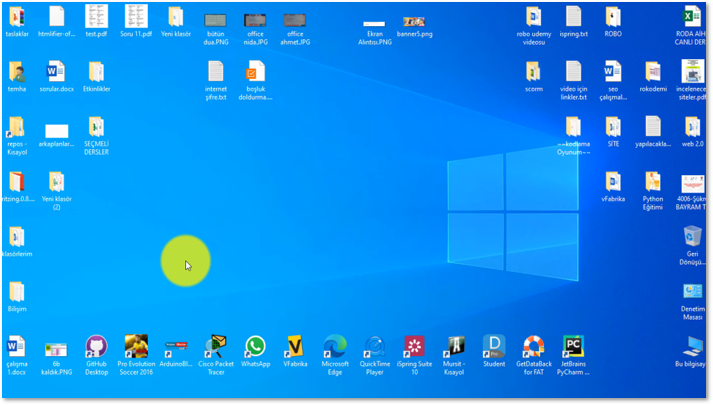 taslaklar
htmlifier-of...
test.pdf
Soru 11.pdf
Yeni klasör
bütün
dua.PNG
office
nida.JPG
office
ahmet.JPG
Ekran
Alıntısı.PNG
banner5.png
robo udemy
videosu
ispring.txt
ROBO
RODA AİH
CANLI DER
temha
sorular.docx
Etkinlikler
internet
şifre.txt
boşluk
doldurma....
scorm
video için
linkler.txt
seo
çalışmal...
rokodemi
incelenece
siteler.pdf
repos -
Kısayol
arkaplanlar...
SEÇMELİ
DERSLER
~~kodlama
Oyunum~~
SİTE
yapılacakla...
web 2.0
ritzing.0.8....
Yeni klasör
(2)
vFabrika
Python
Eğitimi
4006-Şükr
BAYRAM T
klasörlerim
Geri
Dönüşü...
Bilişim
Denetim
Masası
çalışma
1.docx
6b
kaldık.PNG
GitHub
Desktop
Pro Evolution
Soccer 2016
ArduinoBl...
Cisco Packet
Tracer
WhatsApp
VFabrika
Microsoft
Edge
QuickTime
Player
iSpring Suite
10
Mursit -
Kısayol
Student
GetDataBack
for FAT
JetBrains
PyCharm ...
Bu bilgisay